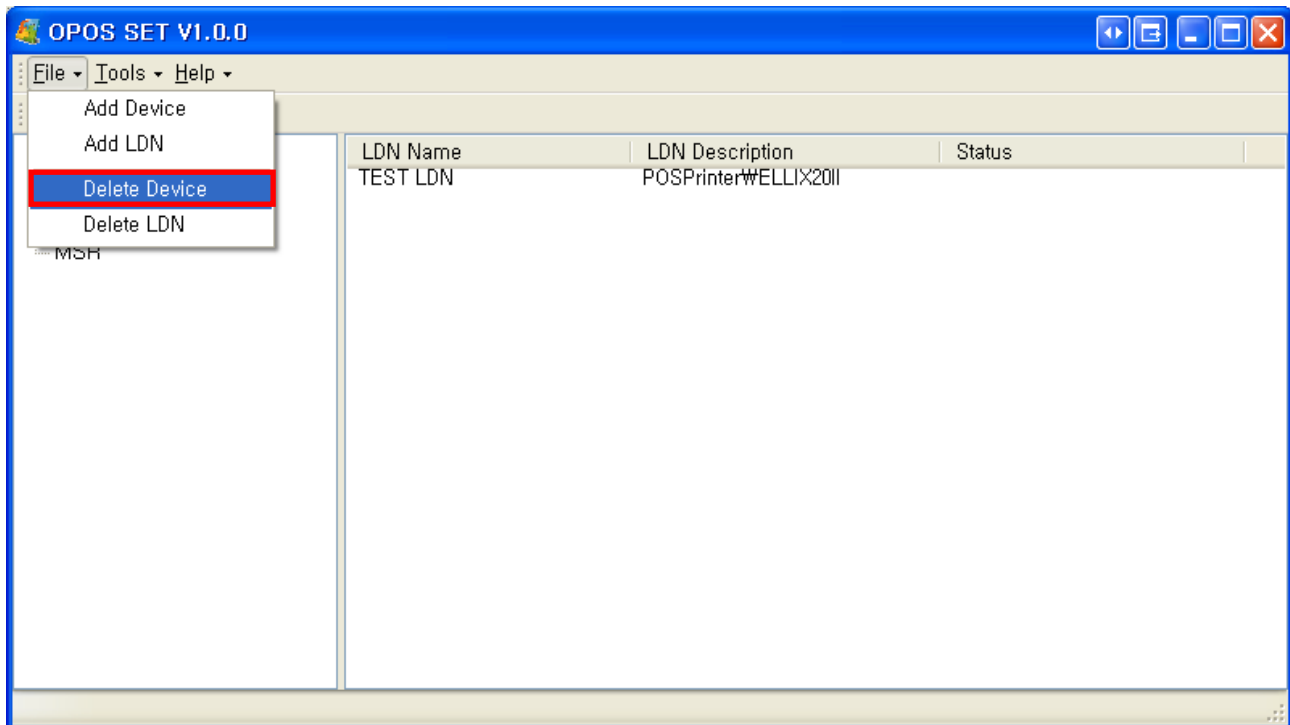 OPOS SET V1.0.0
File Tools Help
Add Device
Add LDN
Delete Device
Delete LDN
MSR
LDN Name LDN Description Status
TEST LDN POSPrinter₩ELLIX20II